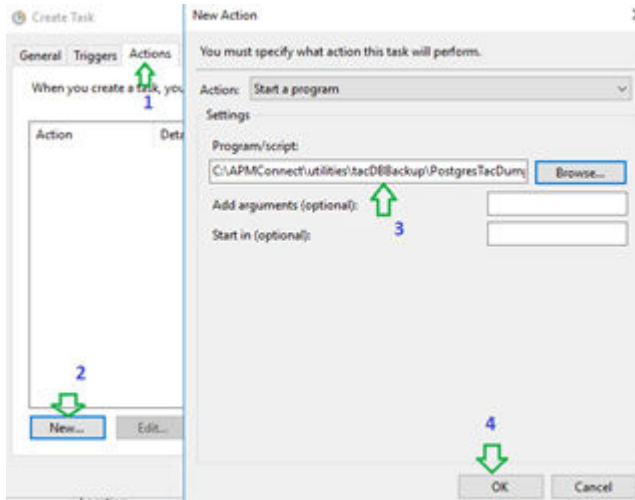 Create Task
General Triggers Actions
1
When you create a task, you
Action Deta
2
New... Edit...
New Action
You must specify what action this task will perform.
Action: Start a program
Settings
Program/script:
C:\APMConnect\utilities\tacDBBackup\PostgresTacDump
Browse...
Add arguments (optional):
3
Start in (optional):
4
OK Cancel